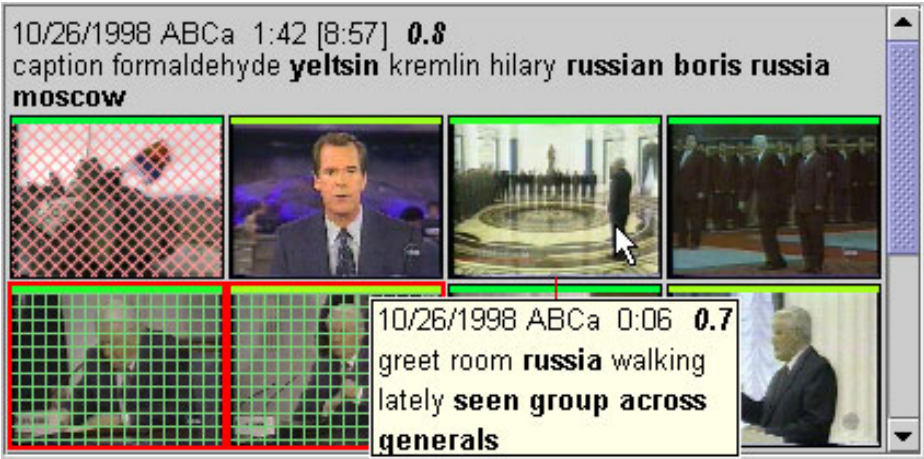 10/26/1998 ABCa 1:42 [8:57] 0.8
caption formaldehyde yeltsin kremlin hilary russian boris russia
moscow
10/26/1998 ABCa 0:06 0.7
greet room russia walking
lately seen group across
generals